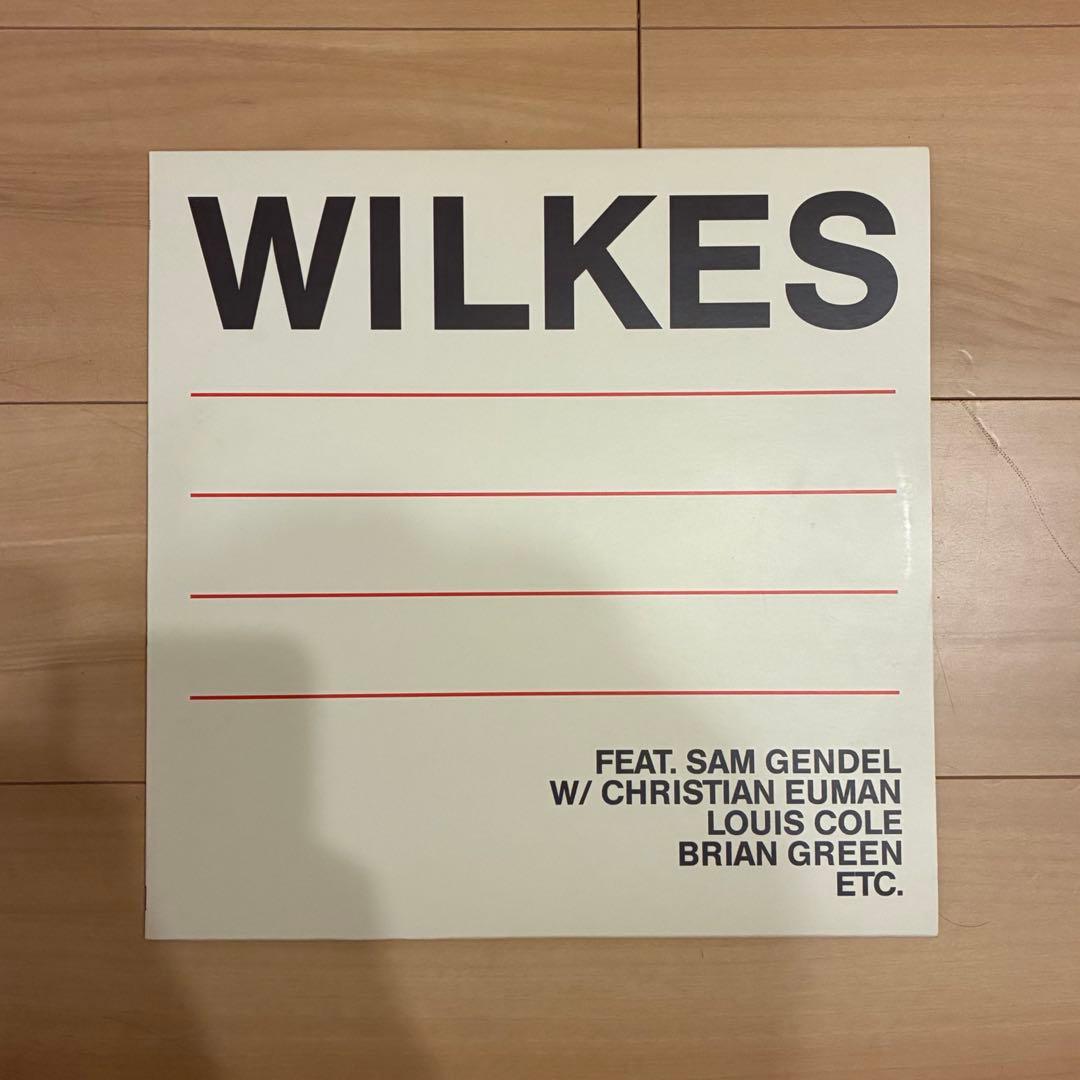 WILKES
FEAT. SAM GENDEL
W/ CHRISTIAN EUMAN
LOUIS COLE
BRIAN GREEN
ETC.